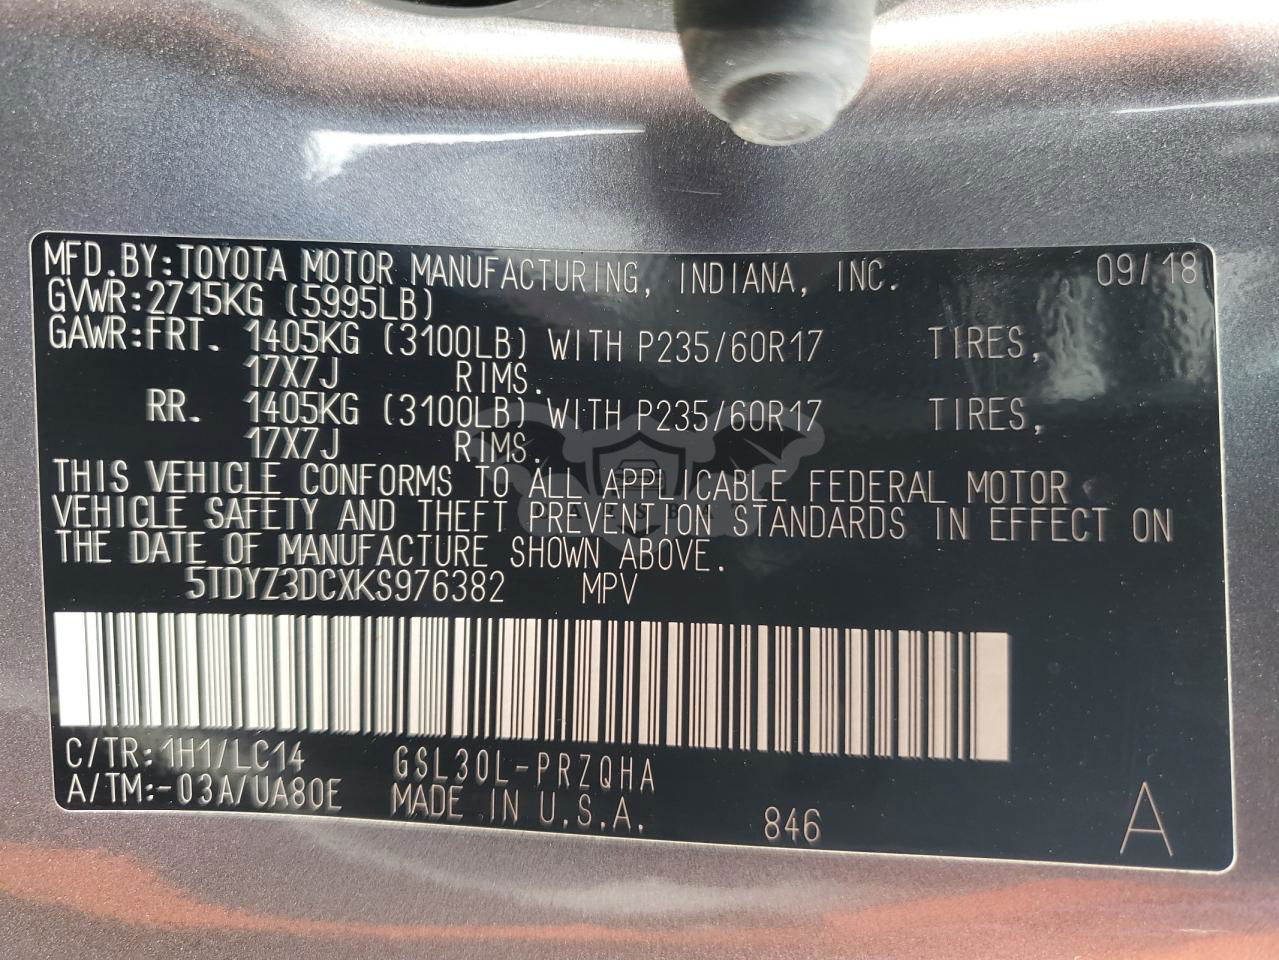 MFD.BY:TOYOTA MOTOR MANUFACTURING, INDIANA, INC. 09/18
GVWR:2715KG (5995LB)
GAWR:FRT. 1405KG (3100LB) WITH P235/60R17 TIRES,
17X7J RIMS.
RR. 1405KG (3100LB) WITH P235/60R17 TIRES,
17X7J RIMS.
THIS VEHICLE CONFORMS TO ALL APPLICABLE FEDERAL MOTOR
VEHICLE SAFETY AND THEFT PREVENTION STANDARDS IN EFFECT ON
THE DATE OF MANUFACTURE SHOWN ABOVE.
5TDYZ3DCXKS976382 MPV
C/TR:1H1/LC14 GSL30L-PRZQHA
A/TM:-03A/UA80E MADE IN U.S.A. 846 A